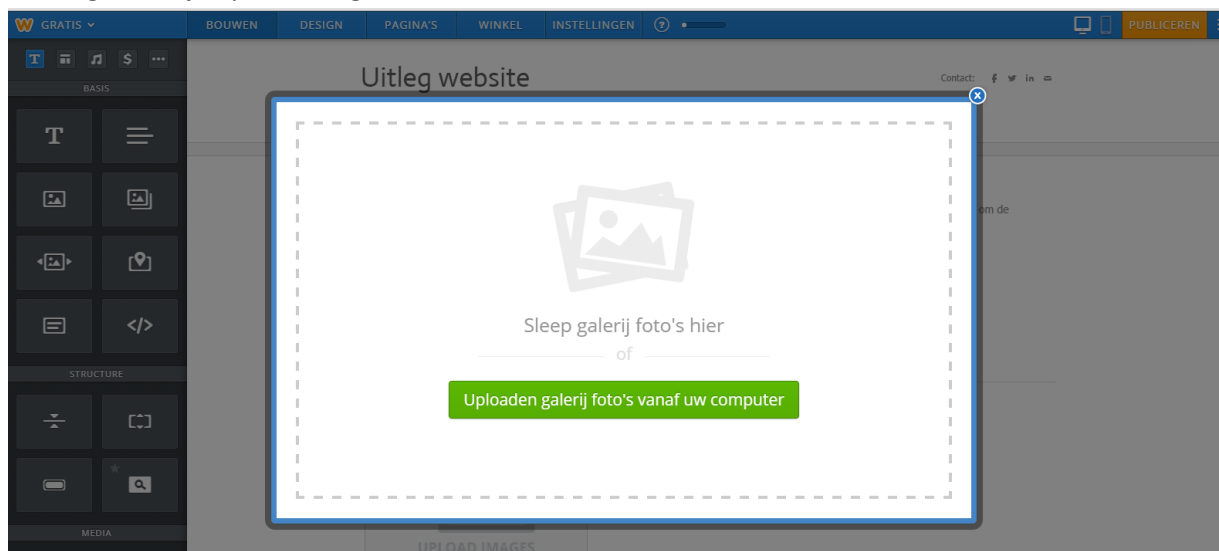 GRATIS
BOUWEN
DESIGN
PAGINA'S
WINKEL
INSTELLINGEN
PUBLICEREN
BASIS
Uitleg website
Contact:
om de
Sleep galerij foto's hier
of
Uploaden galerij foto's vanaf uw computer
STRUCTURE
MEDIA
UPLOAD IMAGES